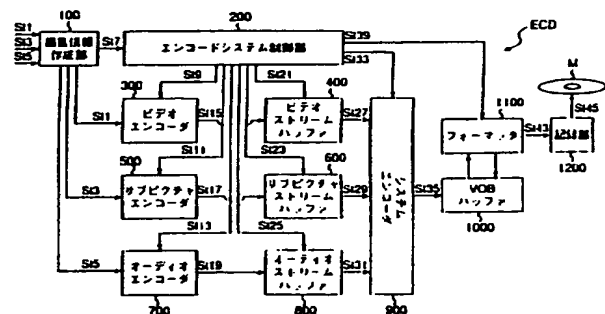 100
200
ECD
St1
St3
St5
編集情報
作成部
St7
エンコードシステム制御部
St39
St33
St9
St21
300
400
M
St1
ビデオ
エンコーダ
St15
ビデオ
ストリーム
バッファ
St27
1100
フォーマッタ
St43
St45
記録部
1200
St11
St23
500
600
St3
サブピクチャ
エンコーダ
St17
サブピクチャ
ストリーム
バッファ
St29
システム
エンコーダ
St35
VOB
バッファ
1000
St13
St25
St5
オーディオ
エンコーダ
St19
オーディオ
ストリーム
バッファ
St31
700
800
900